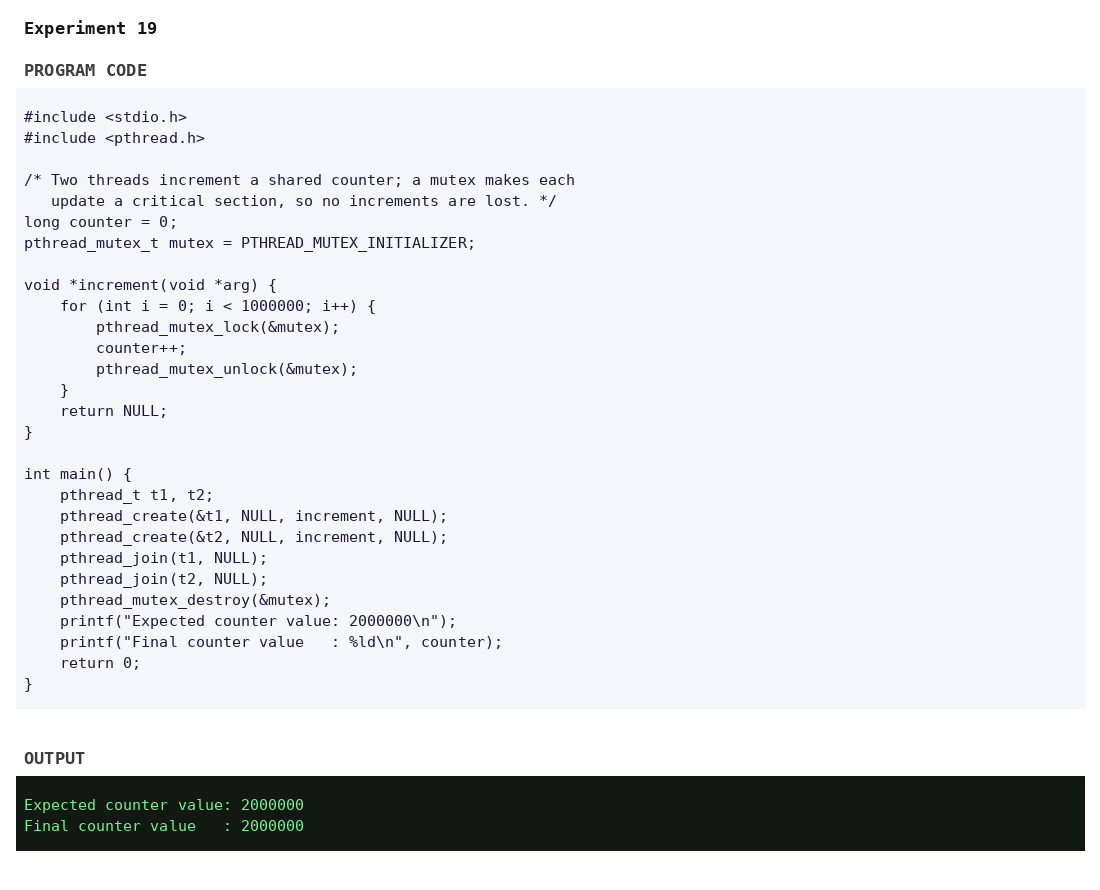 Experiment 19
PROGRAM CODE
#include <stdio.h>
#include <pthread.h>
/* Two threads increment a shared counter; a mutex makes each
   update a critical section, so no increments are lost. */
long counter = 0;
pthread_mutex_t mutex = PTHREAD_MUTEX_INITIALIZER;
void *increment(void *arg) {
    for (int i = 0; i < 1000000; i++) {
        pthread_mutex_lock(&mutex);
        counter++;
        pthread_mutex_unlock(&mutex);
    }
    return NULL;
}
int main() {
    pthread_t t1, t2;
    pthread_create(&t1, NULL, increment, NULL);
    pthread_create(&t2, NULL, increment, NULL);
    pthread_join(t1, NULL);
    pthread_join(t2, NULL);
    pthread_mutex_destroy(&mutex);
    printf("Expected counter value: 2000000\n");
    printf("Final counter value   : %ld\n", counter);
    return 0;
}
OUTPUT
Expected counter value: 2000000
Final counter value   : 2000000